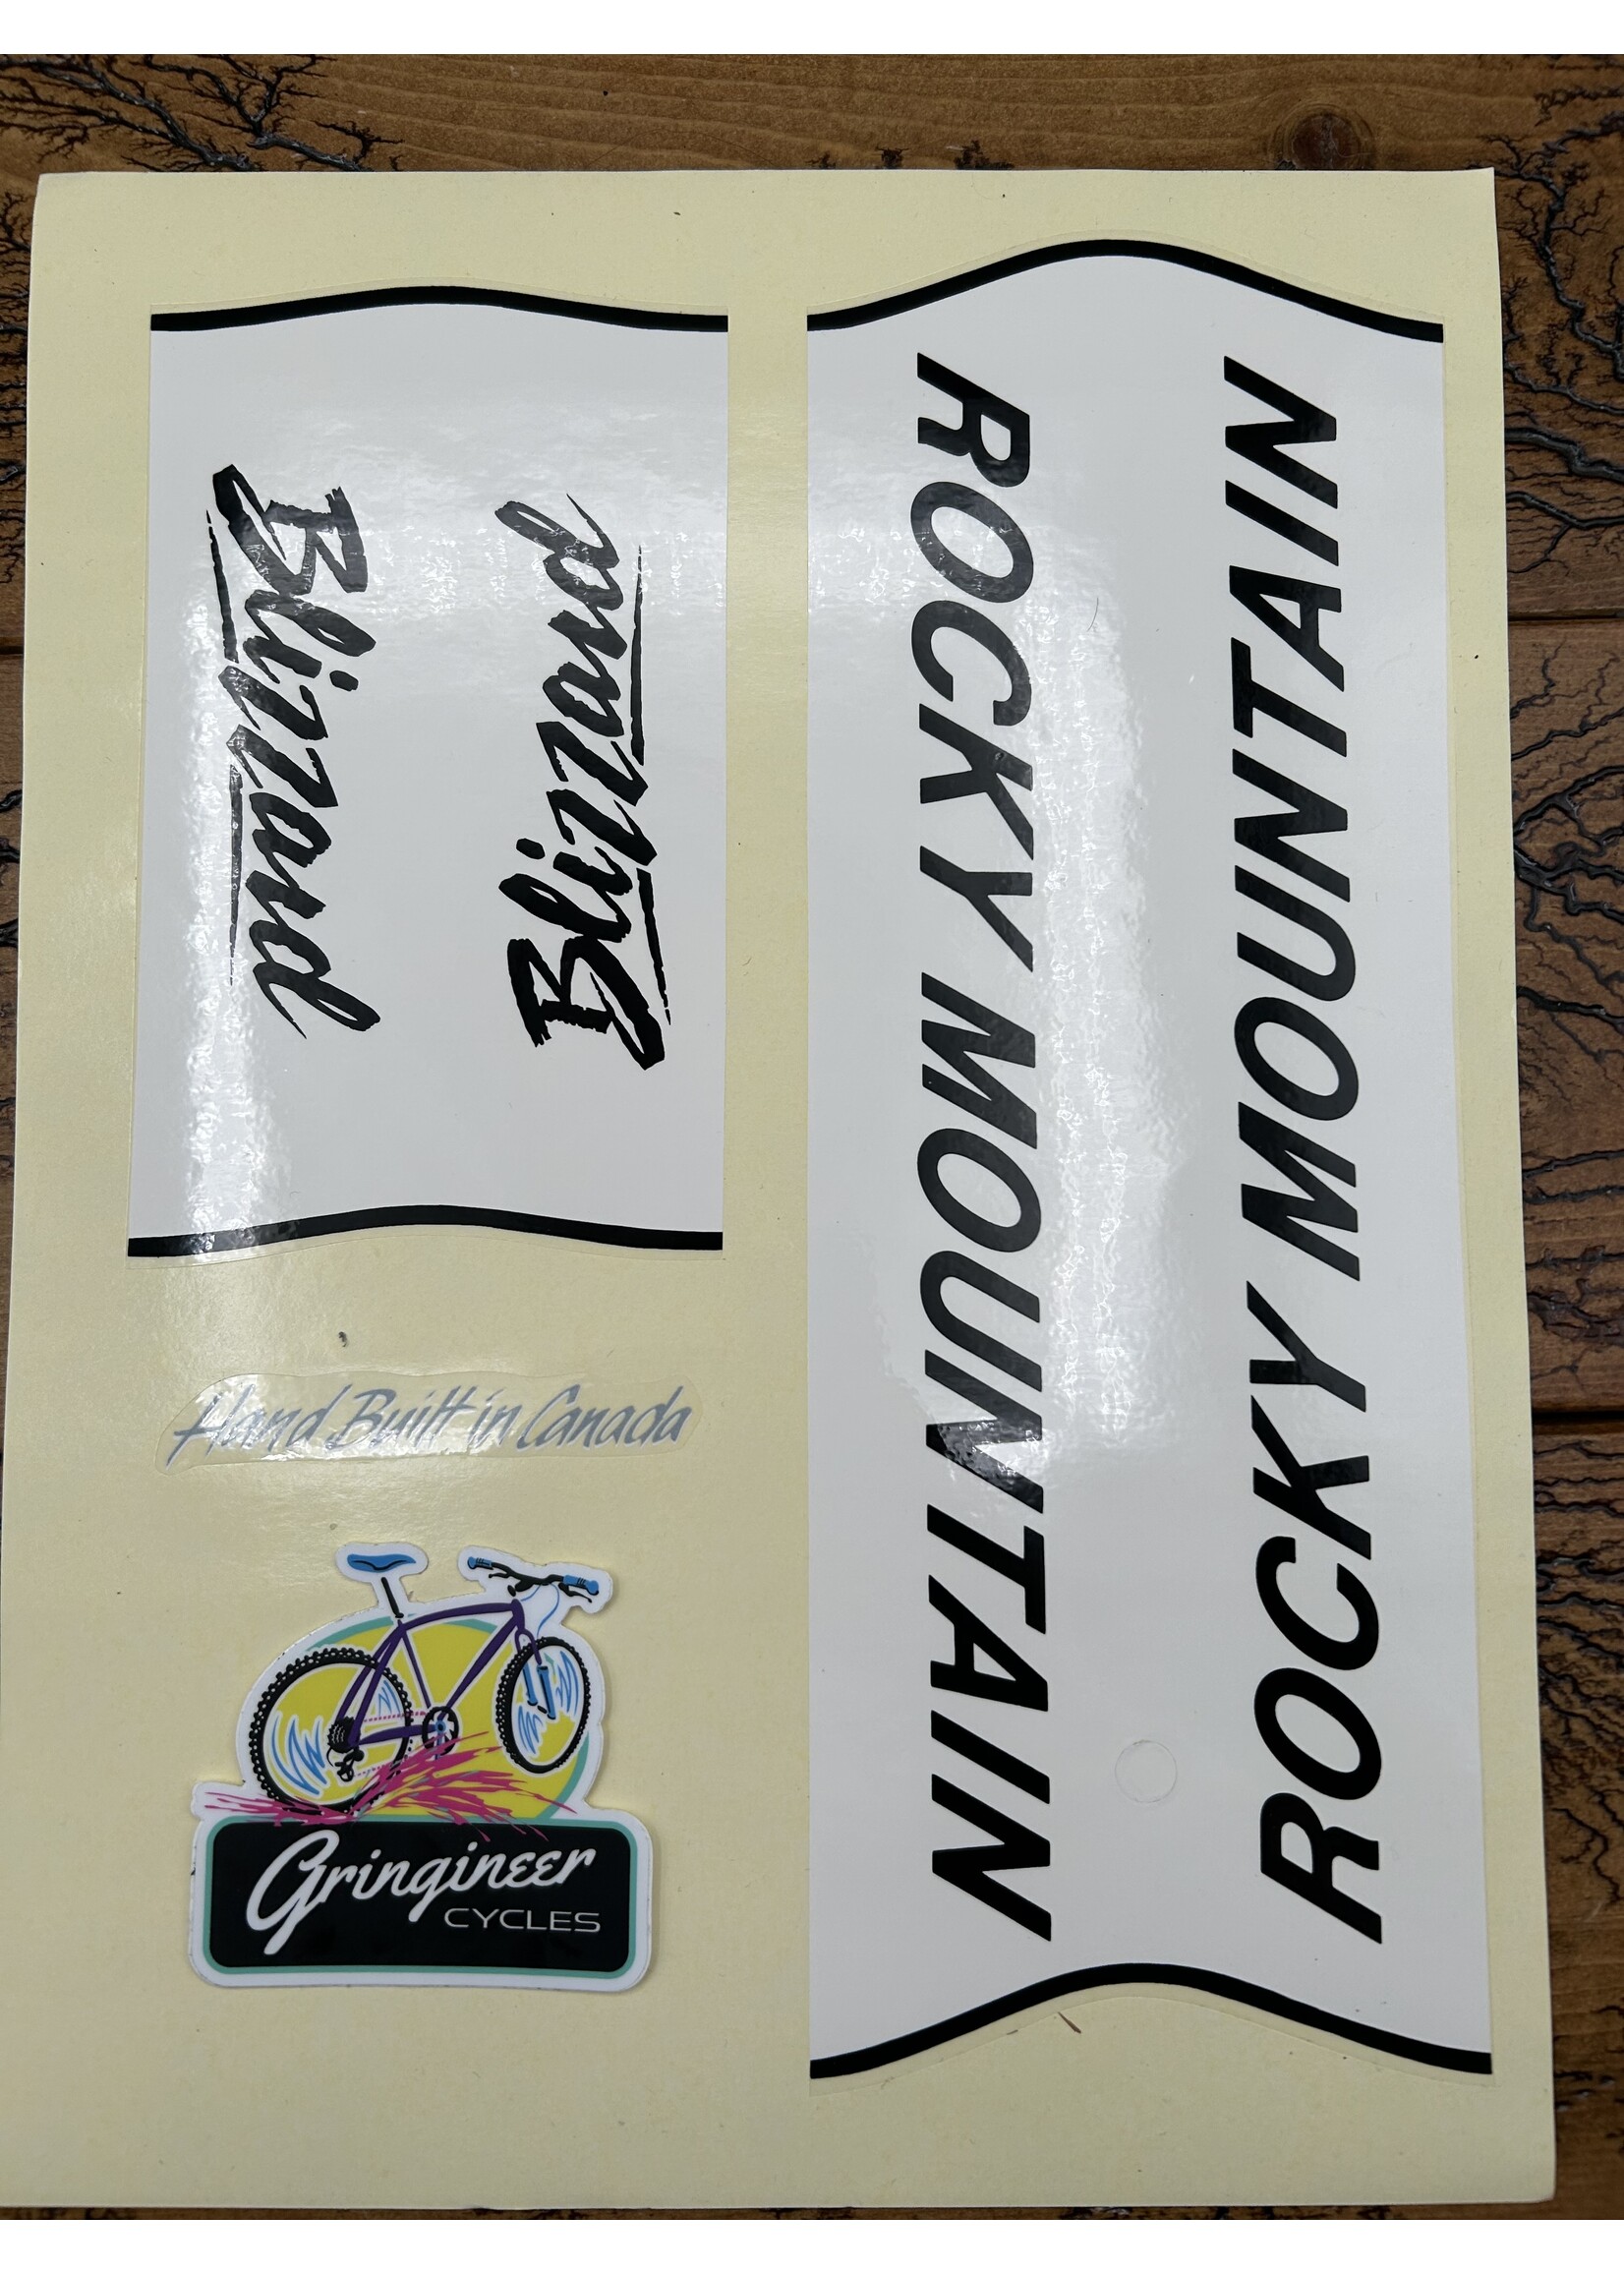 Blizzard
Blizzard
ROCKY MOUNTAIN
ROCKY MOUNTAIN
Hand Built in Canada
Gringineer
CYCLES